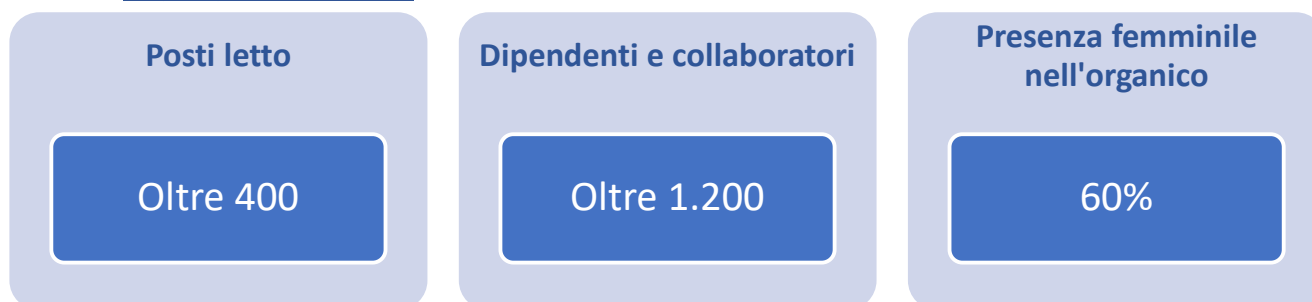 Posti letto
Oltre 400
Dipendenti e collaboratori
Oltre 1.200
Presenza femminile
nell'organico
60%